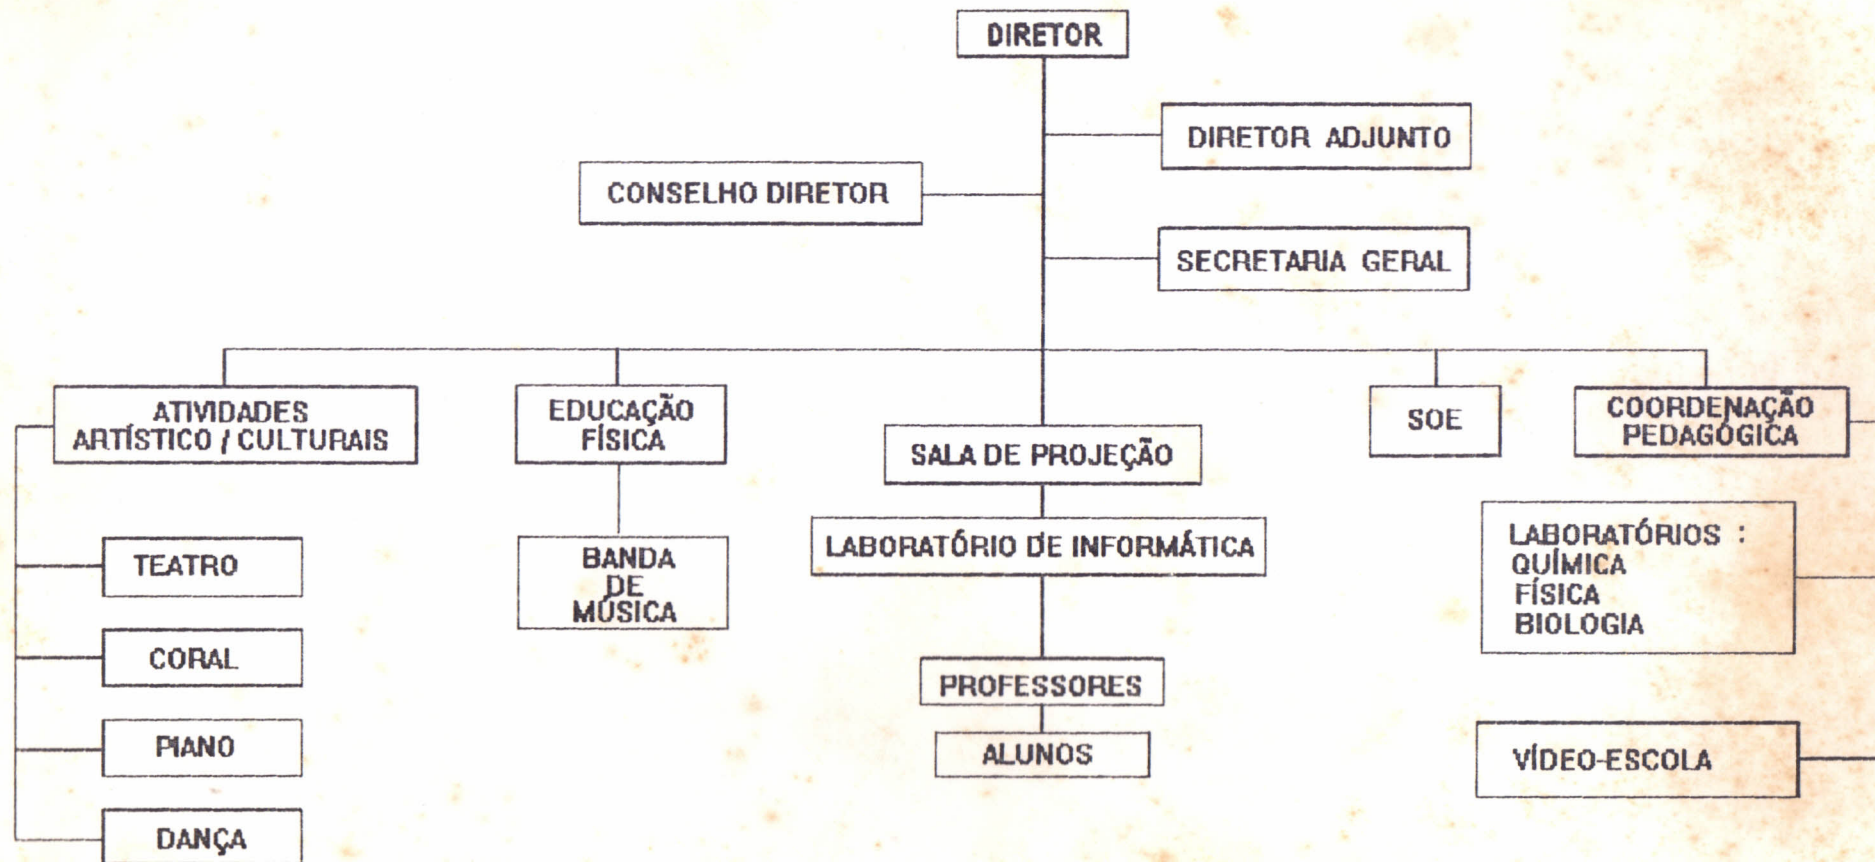 DIRETOR
DIRETOR ADJUNTO
CONSELHO DIRETOR
SECRETARIA GERAL
ATIVIDADES
ARTÍSTICO / CULTURAIS
EDUCAÇÃO
FÍSICA
SALA DE PROJEÇÃO
SOE
COORDENAÇÃO
PEDAGÓGICA
TEATRO
CORAL
PIANO
DANÇA
BANDA
DE
MÚSICA
LABORATÓRIO DE INFORMÁTICA
PROFESSORES
ALUNOS
LABORATÓRIOS :
QUÍMICA
FÍSICA
BIOLOGIA
VÍDEO-ESCOLA